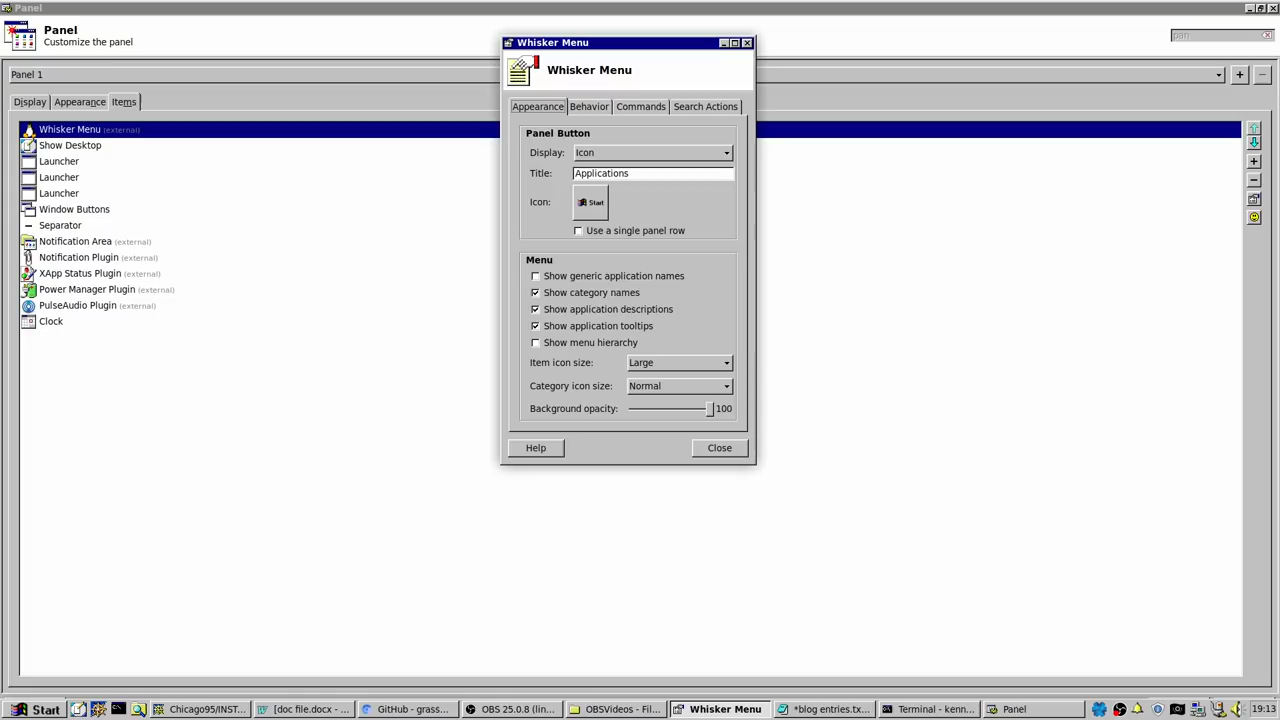 Panel
Panel
Customize the panel
pan
Panel 1
Display
Appearance
Items
Whisker Menu (external)
Show Desktop
Launcher
Launcher
Launcher
Window Buttons
Separator
Notification Area (external)
Notification Plugin (external)
XApp Status Plugin (external)
Power Manager Plugin (external)
PulseAudio Plugin (external)
Clock
Whisker Menu
Whisker Menu
Appearance
Behavior
Commands
Search Actions
Panel Button
Display:
Icon
Title:
Applications
Icon:
Start
Use a single panel row
Menu
Show generic application names
Show category names
Show application descriptions
Show application tooltips
Show menu hierarchy
Item icon size:
Large
Category icon size:
Normal
Background opacity:
100
Help
Close
Start
Chicago95/INST...
[doc file.docx - ...
GitHub - grass...
OBS 25.0.8 (lin...
OBSVideos - Fil...
Whisker Menu
*blog entries.tx...
Terminal - kenn...
Panel
19:13